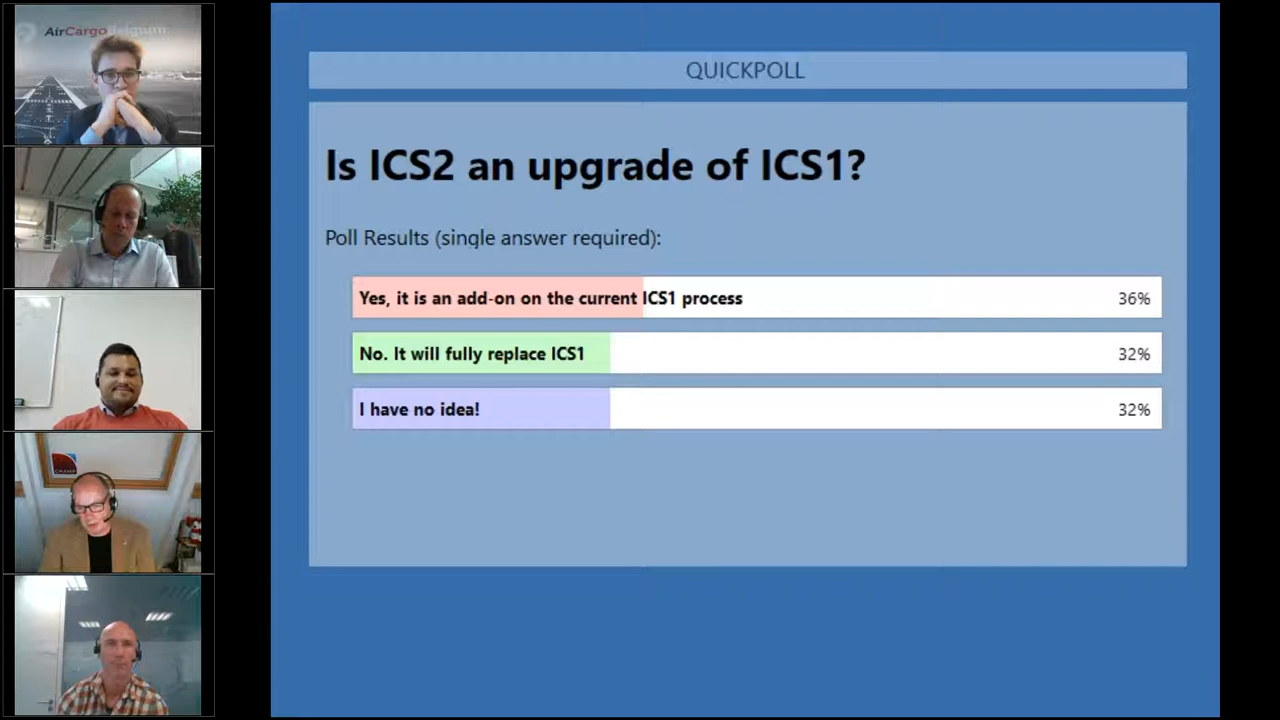 AirCargo Belgium
QUICKPOLL
Is ICS2 an upgrade of ICS1?
Poll Results (single answer required):
Yes, it is an add-on on the current ICS1 process 36%
No. It will fully replace ICS1 32%
I have no idea! 32%